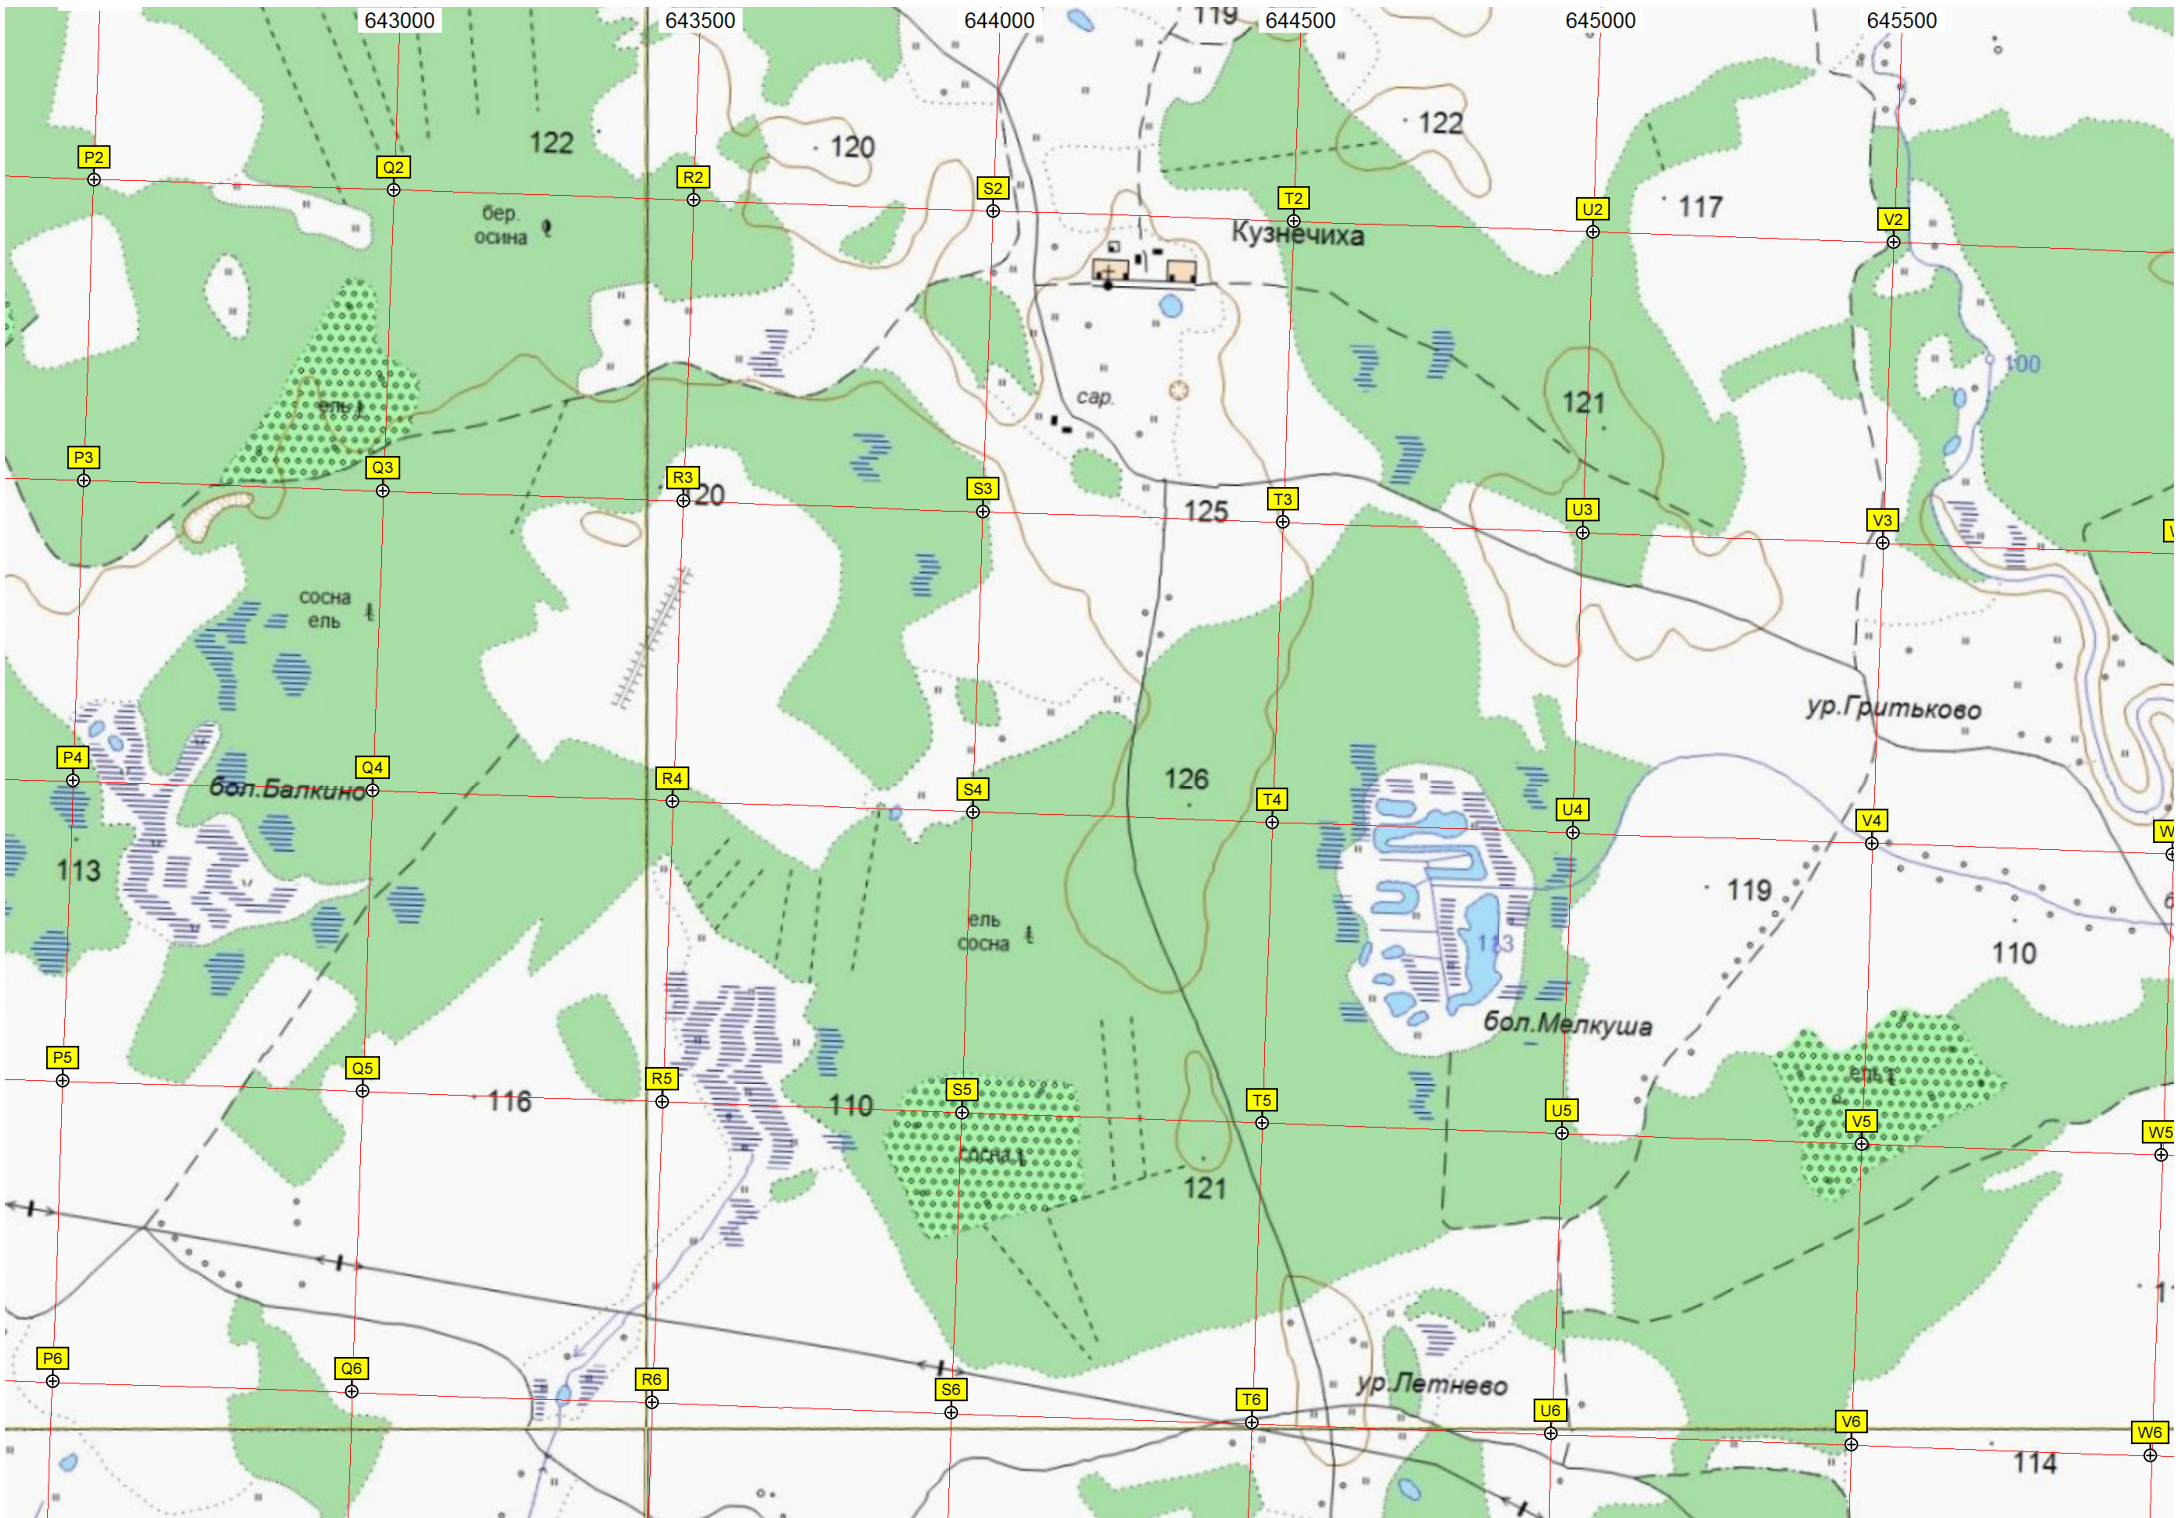 643000 643500 644000 644500 645000 645500
119
122
120
122
P2
Q2
R2
S2
T2
U2
V2
117
бер.
осина
Кузнечиха
100
ель
сар.
121
P3
Q3
R3
S3
T3
U3
V3
120
125
сосна
ель
ур.Гритьково
P4
Q4
R4
S4
T4
U4
V4
W
бол.Балкино
126
113
119
ель
сосна
113
110
бол.Мелкуша
P5
Q5
R5
S5
T5
U5
V5
W5
ель
116
110
сосна
121
P6
Q6
R6
S6
T6
U6
V6
W6
ур.Летнево
114